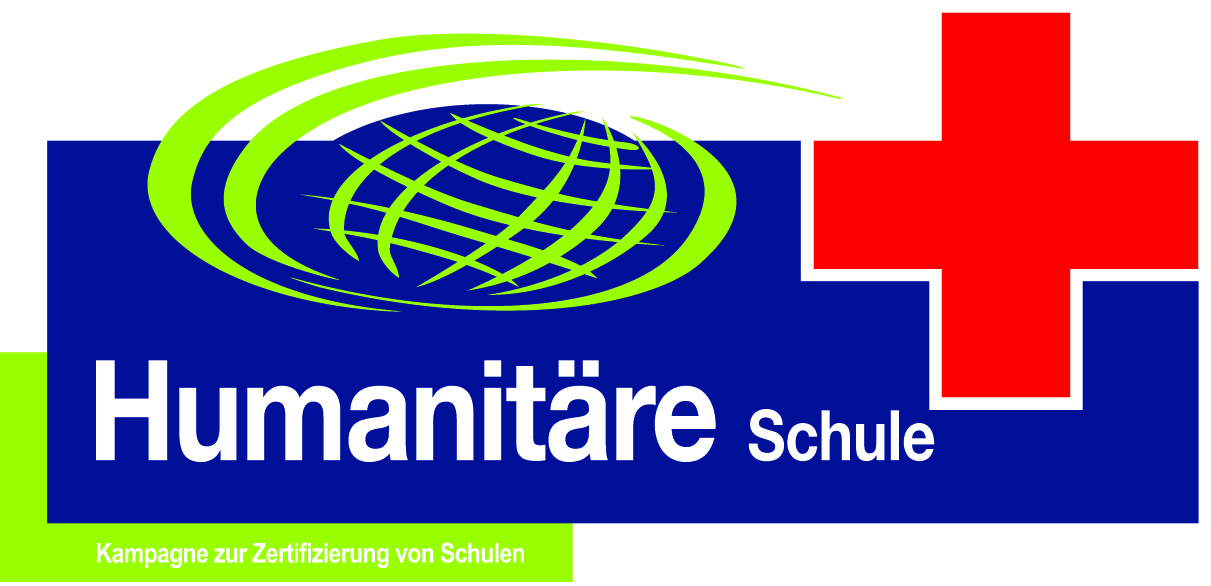 Humanitäre Schule
Kampagne zur Zertifizierung von Schulen